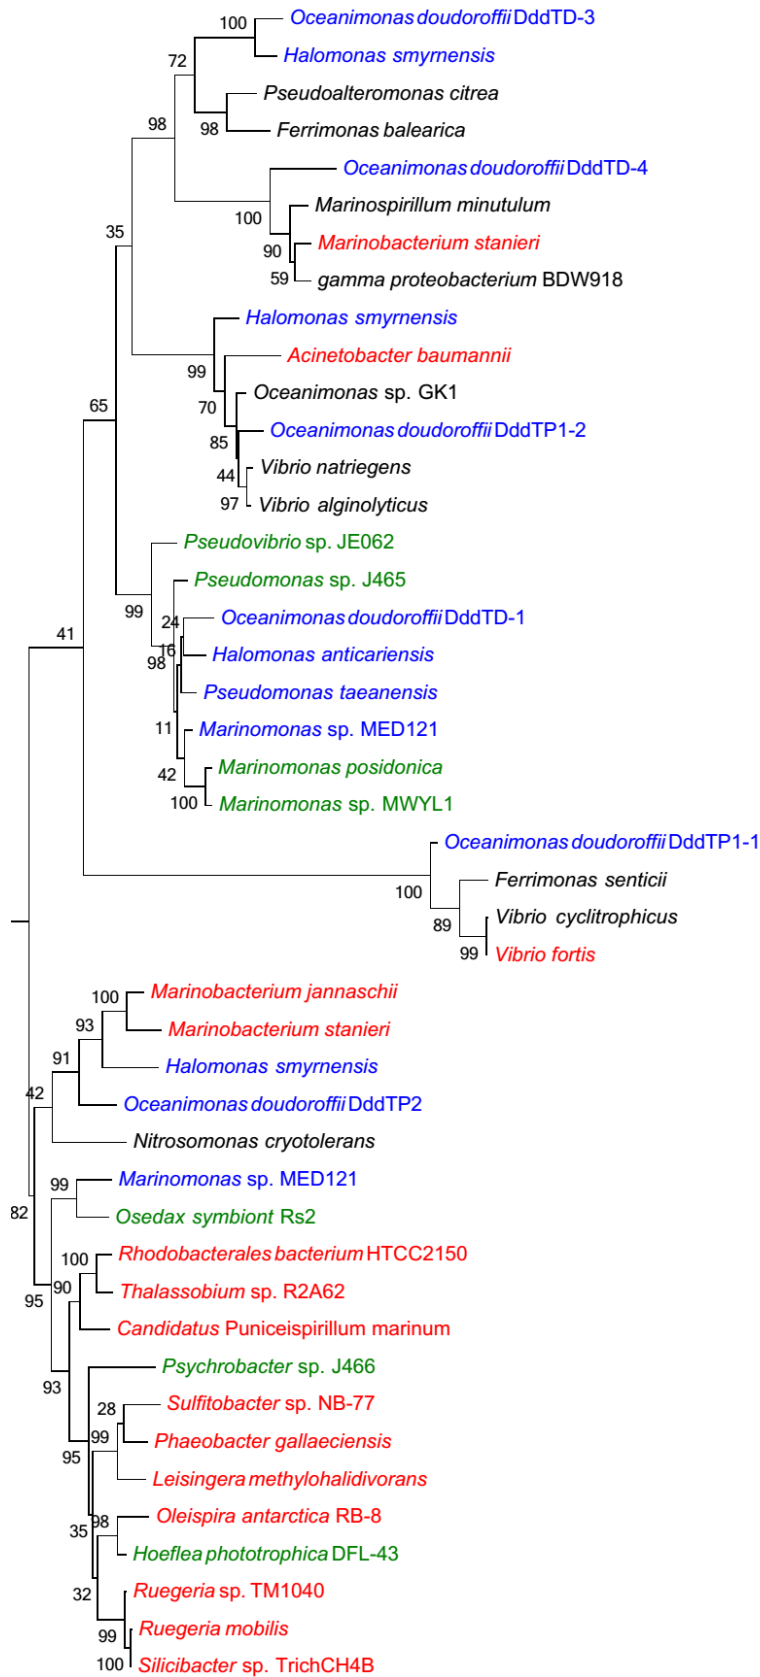 100 Oceanimonas doudoroffii DddTD-3
Halomonas smyrnensis
72
Pseudoalteromonas citrea
98 Ferrimonas balearica
98
Oceanimonas doudoroffii DddTD-4
Marinospirillum minutulum
100
Marinobacterium stanieri
35
90
59 gamma proteobacterium BDW918
Halomonas smyrnensis
Acinetobacter baumannii
99
Oceanimonas sp. GK1
65
70
Oceanimonas doudoroffii DddTP1-2
85
Vibrio natriegens
44
97 Vibrio alginolyticus
Pseudovibrio sp. JE062
Pseudomonas sp. J465
99
Oceanimonas doudoroffii DddTD-1
24
41
16
Halomonas anticariensis
98
Pseudomonas taeanensis
Marinomonas sp. MED121
11
Marinomonas posidonica
42
100 Marinomonas sp. MWYL1
Oceanimonas doudoroffii DddTP1-1
Ferrimonas senticii
100
Vibrio cyclitrophicus
89
99 Vibrio fortis
Marinobacterium jannaschii
100
93
Marinobacterium stanieri
91
Halomonas smyrnensis
42
Oceanimonas doudoroffii DddTP2
Nitrosomonas cryotolerans
Marinomonas sp. MED121
99
82
Osedax symbiont Rs2
Rhodobacterales bacterium HTCC2150
100
90
Thalassobium sp. R2A62
95
Candidatus Puniceispirillum marinum
Psychrobacter sp. J466
93
Sulfitobacter sp. NB-77
28
99
Phaeobacter gallaeciensis
95
Leisingera methylohalidivorans
Oleispira antarctica RB-8
98
35
Hoeflea phototrophica DFL-43
Ruegeria sp. TM1040
32
Ruegeria mobilis
99
100 Silicibacter sp. TrichCH4B